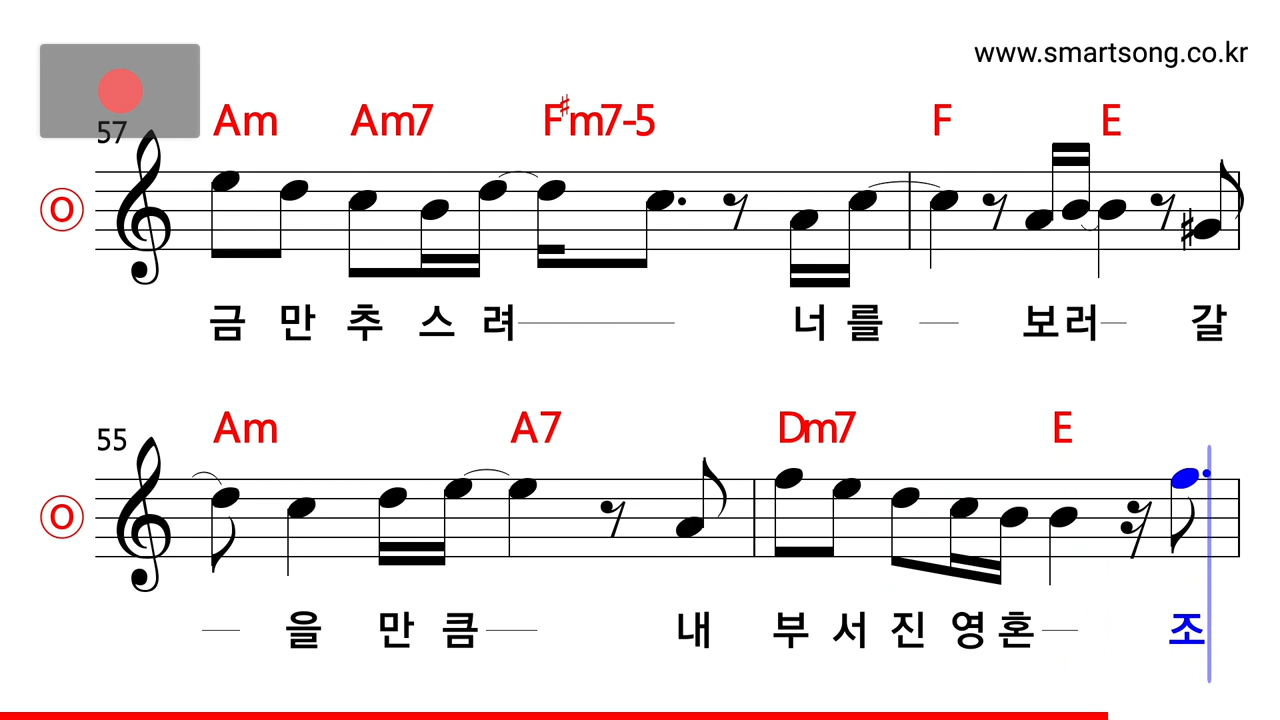 www.smartsong.co.kr
Am Am7 F♯m7-5 F E
57
O
금 만 추 스 려 너 를 보 러 갈
Am A7 Dm7 E
55
O
을 만 큼 내 부 서 진 영 혼 조